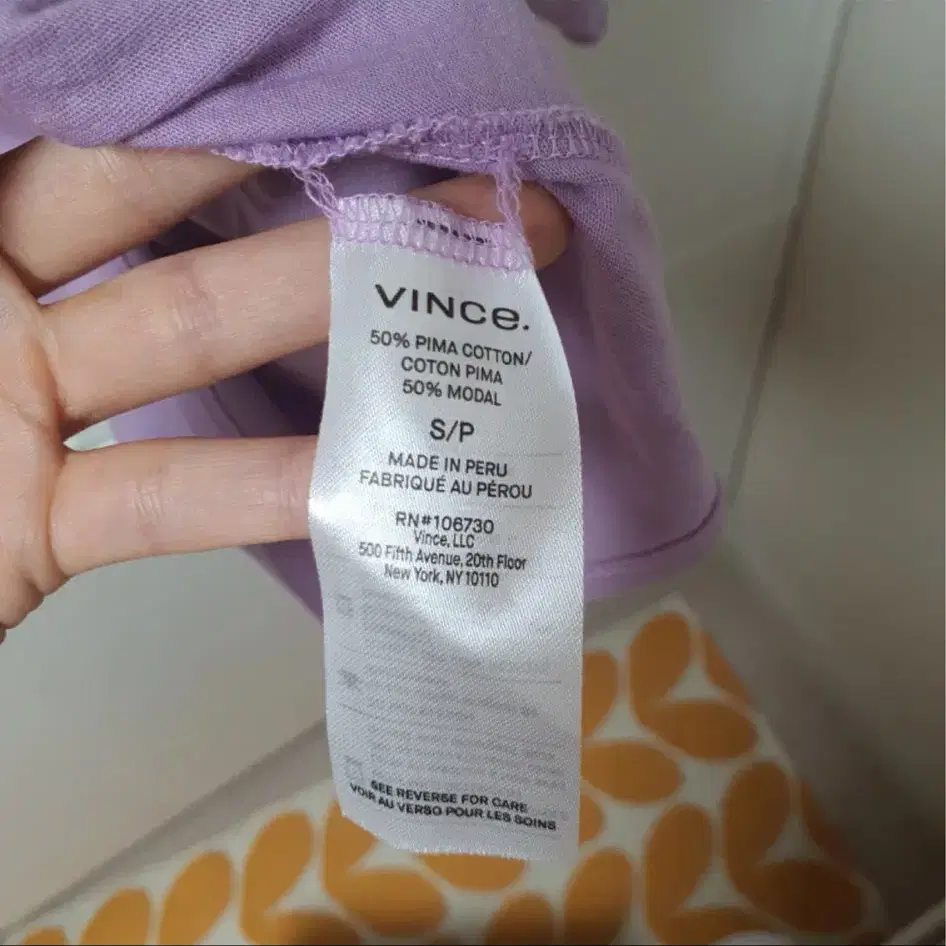 VINCe.
50% PIMA COTTON/
COTON PIMA
50% MODAL
S/P
MADE IN PERU
FABRIQUÉ AU PÉROU
RN#106730
Vince, LLC
500 Fifth Avenue, 20th Floor
New York, NY 10110
SEE REVERSE FOR CARE
VOIR AU VERSO POUR LES SOINS